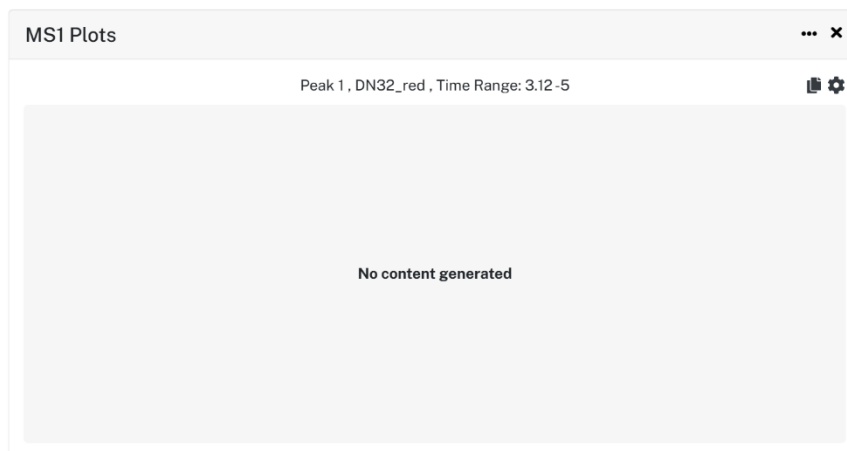 MS1 Plots
Peak 1 , DN32_red , Time Range: 3.12-5
No content generated